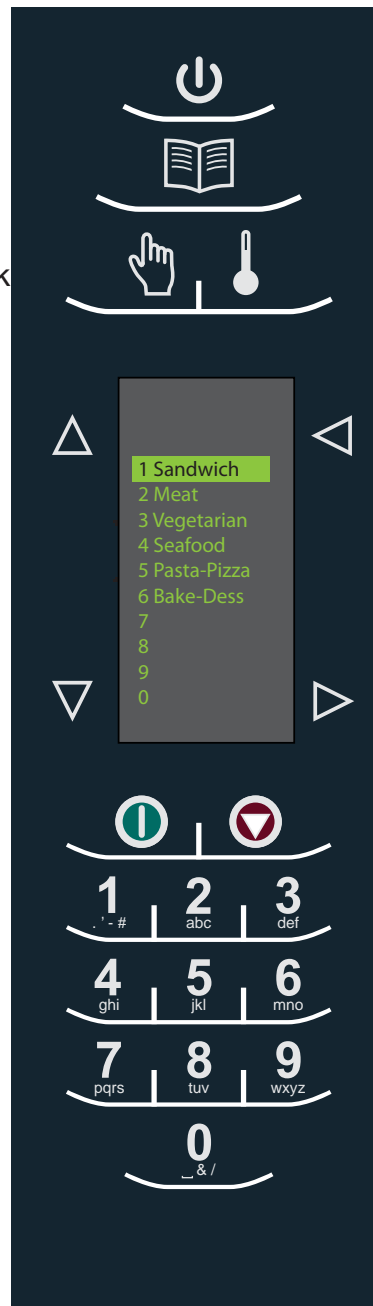 k
1 Sandwich
2 Meat
3 Vegetarian
4 Seafood
5 Pasta-Pizza
6 Bake-Dess
7
8
9
0
1 2 3
. ' - # abc def
4 5 6
ghi jkl mno
7 8 9
pqrs tuv wxyz
0
⎵ & /